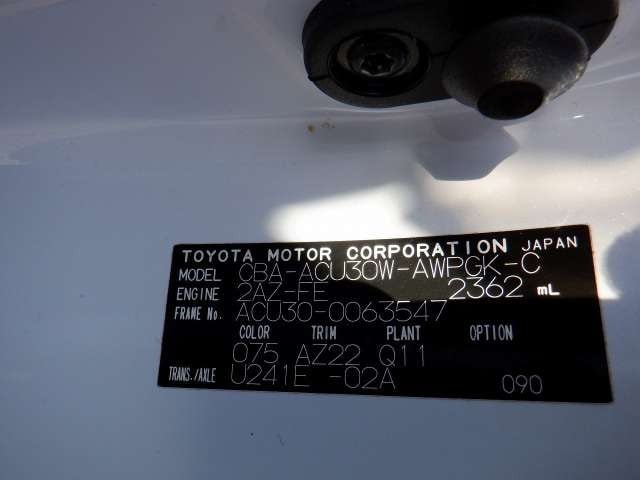 TOYOTA MOTOR CORPORATION JAPAN
MODEL CBA-ACU30W-AWPGK-C
ENGINE 2AZ-FE 2362 mL
FRAME No. ACU30-0063547
COLOR TRIM PLANT OPTION
075 AZ22 Q11
TRANS./AXLE U241E -02A 090